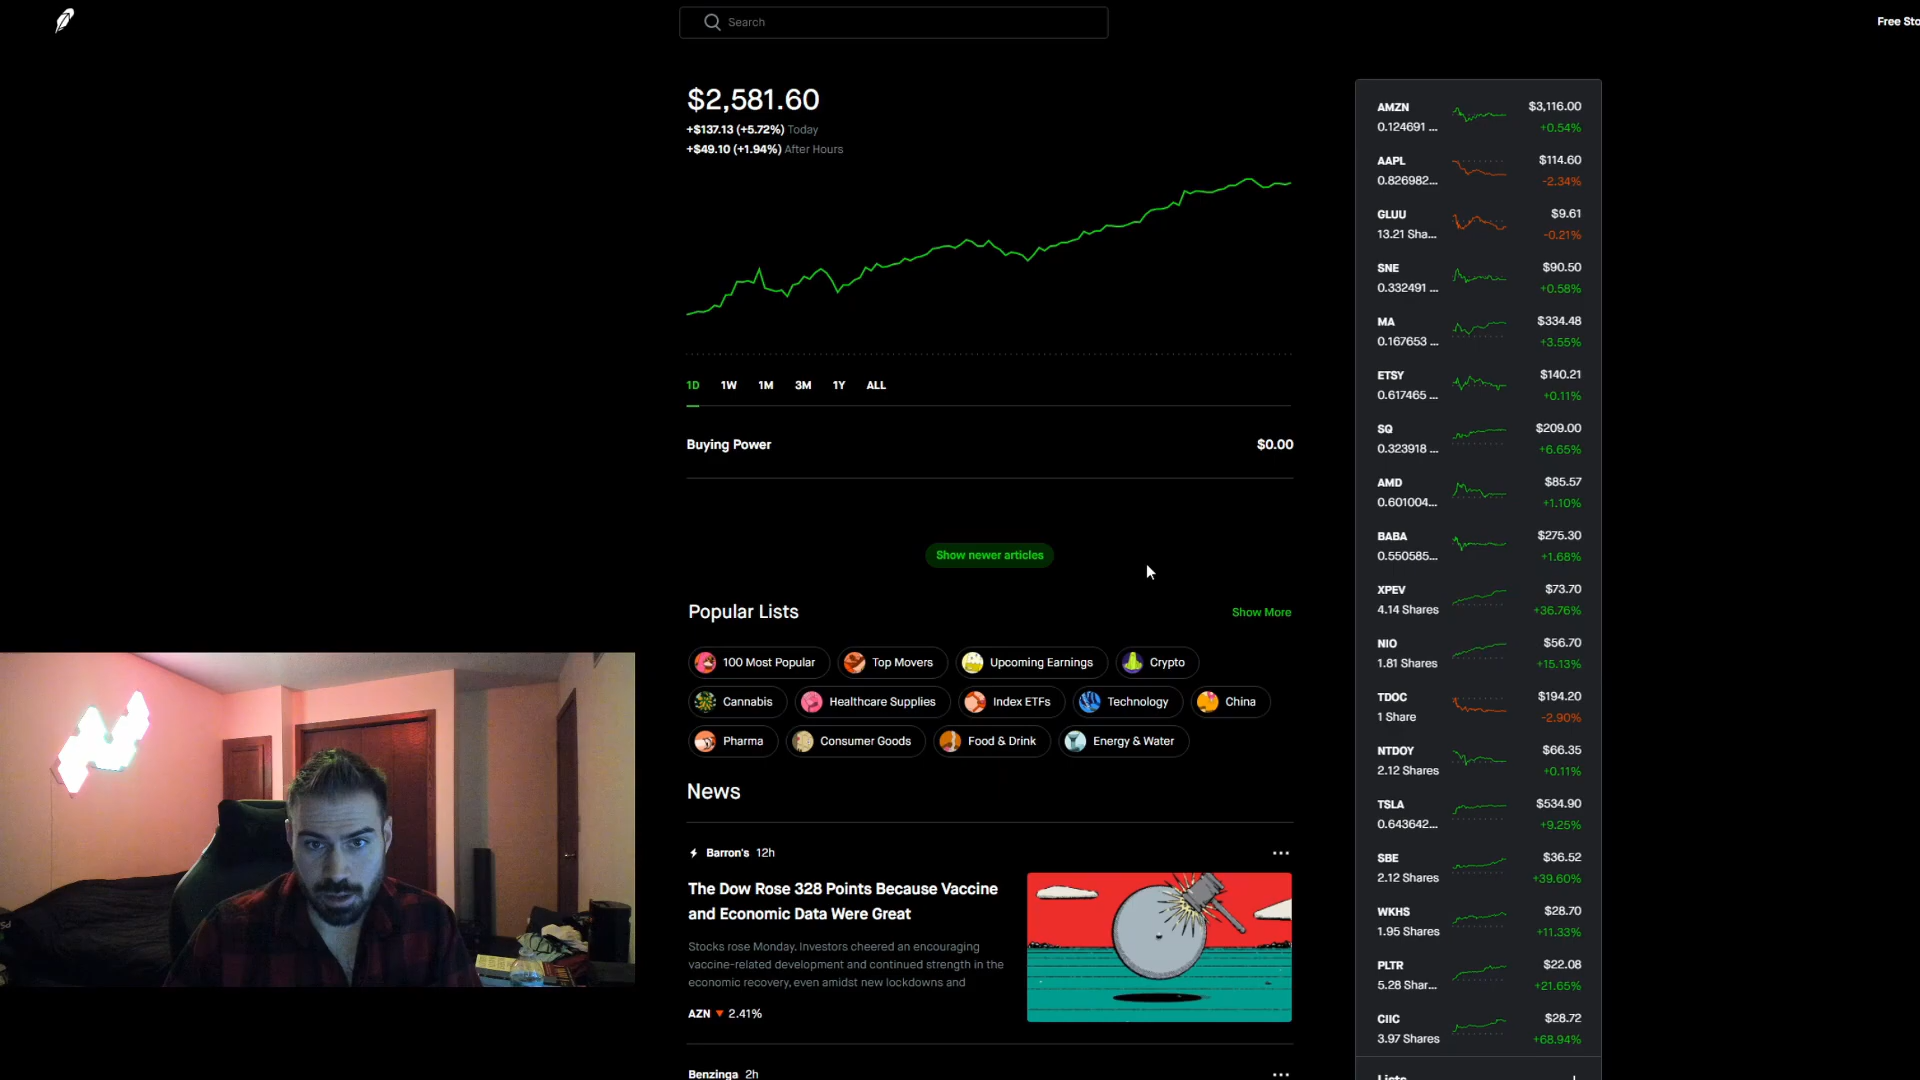 Search
Free Sto
$2,581.60
+$137.13 (+5.72%) Today
+$49.10 (+1.94%) After Hours
1D 1W 1M 3M 1Y ALL
Buying Power $0.00
Show newer articles
Popular Lists Show More
100 Most Popular Top Movers Upcoming Earnings Crypto
Cannabis Healthcare Supplies Index ETFs Technology China
Pharma Consumer Goods Food & Drink Energy & Water
News
Barron's 12h
The Dow Rose 328 Points Because Vaccine
and Economic Data Were Great
Stocks rose Monday. Investors cheered an encouraging
vaccine-related development and continued strength in the
economic recovery, even amidst new lockdowns and
AZN ▼ 2.41%
Benzinga 2h
AMZN $3,116.00
0.124691 ... +0.54%
AAPL $114.60
0.826982... -2.34%
GLUU $9.61
13.21 Sha... -0.21%
SNE $90.50
0.332491 ... +0.58%
MA $334.48
0.167653 ... +3.55%
ETSY $140.21
0.617465 ... +0.11%
SQ $209.00
0.323918 ... +6.65%
AMD $85.57
0.601004... +1.10%
BABA $275.30
0.550585... +1.68%
XPEV $73.70
4.14 Shares +36.76%
NIO $56.70
1.81 Shares +15.13%
TDOC $194.20
1 Share -2.90%
NTDOY $66.35
2.12 Shares +0.11%
TSLA $534.90
0.643642... +9.25%
SBE $36.52
2.12 Shares +39.60%
WKHS $28.70
1.95 Shares +11.33%
PLTR $22.08
5.28 Shar... +21.65%
CIIC $28.72
3.97 Shares +68.94%
Lists +